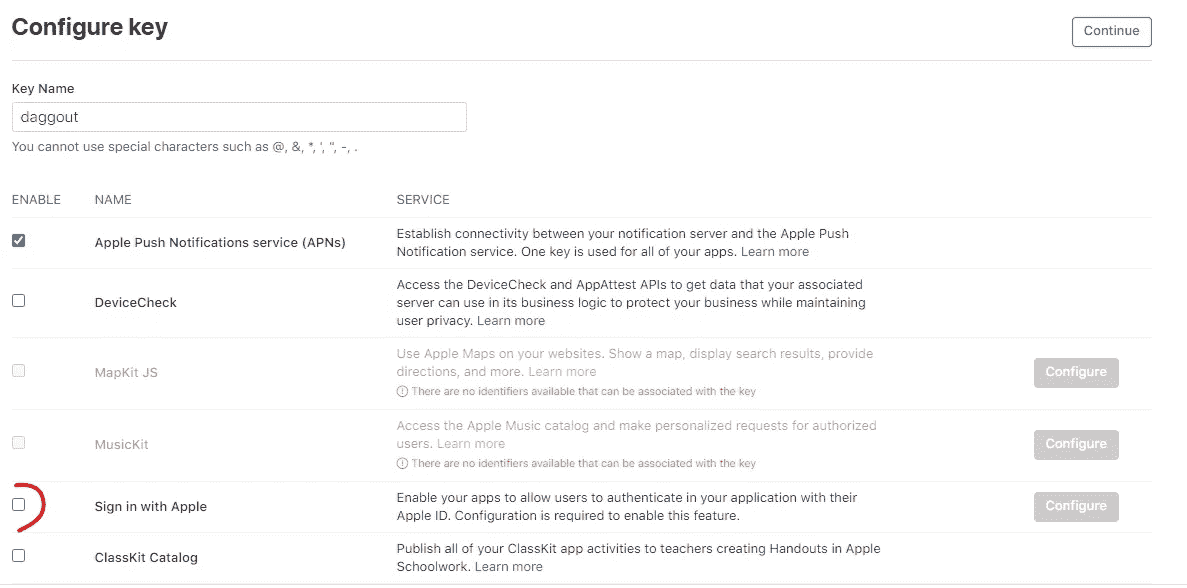 Configure key
Continue
Key Name
daggout
You cannot use special characters such as @, &, *, ', ", -, .
ENABLE NAME SERVICE
Apple Push Notifications service (APNs)
Establish connectivity between your notification server and the Apple Push
Notification service. One key is used for all of your apps. Learn more
DeviceCheck
Access the DeviceCheck and AppAttest APIs to get data that your associated
server can use in its business logic to protect your business while maintaining
user privacy. Learn more
MapKit JS
Use Apple Maps on your websites. Show a map, display search results, provide
directions, and more. Learn more
There are no identifiers available that can be associated with the key
Configure
MusicKit
Access the Apple Music catalog and make personalized requests for authorized
users. Learn more
There are no identifiers available that can be associated with the key
Configure
Sign in with Apple
Enable your apps to allow users to authenticate in your application with their
Apple ID. Configuration is required to enable this feature.
Configure
ClassKit Catalog
Publish all of your ClassKit app activities to teachers creating Handouts in Apple
Schoolwork. Learn more